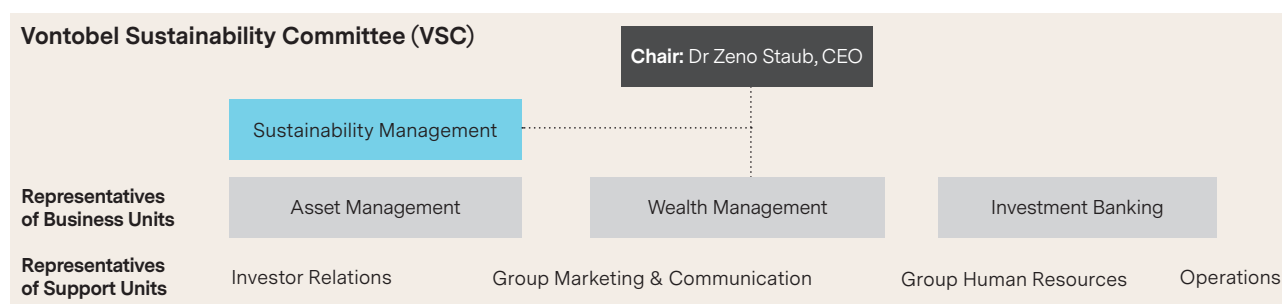 Vontobel Sustainability Committee (VSC)
Chair: Dr Zeno Staub, CEO
Sustainability Management
Representatives
of Business Units
Asset Management
Wealth Management
Investment Banking
Representatives
of Support Units
Investor Relations
Group Marketing & Communication
Group Human Resources
Operations